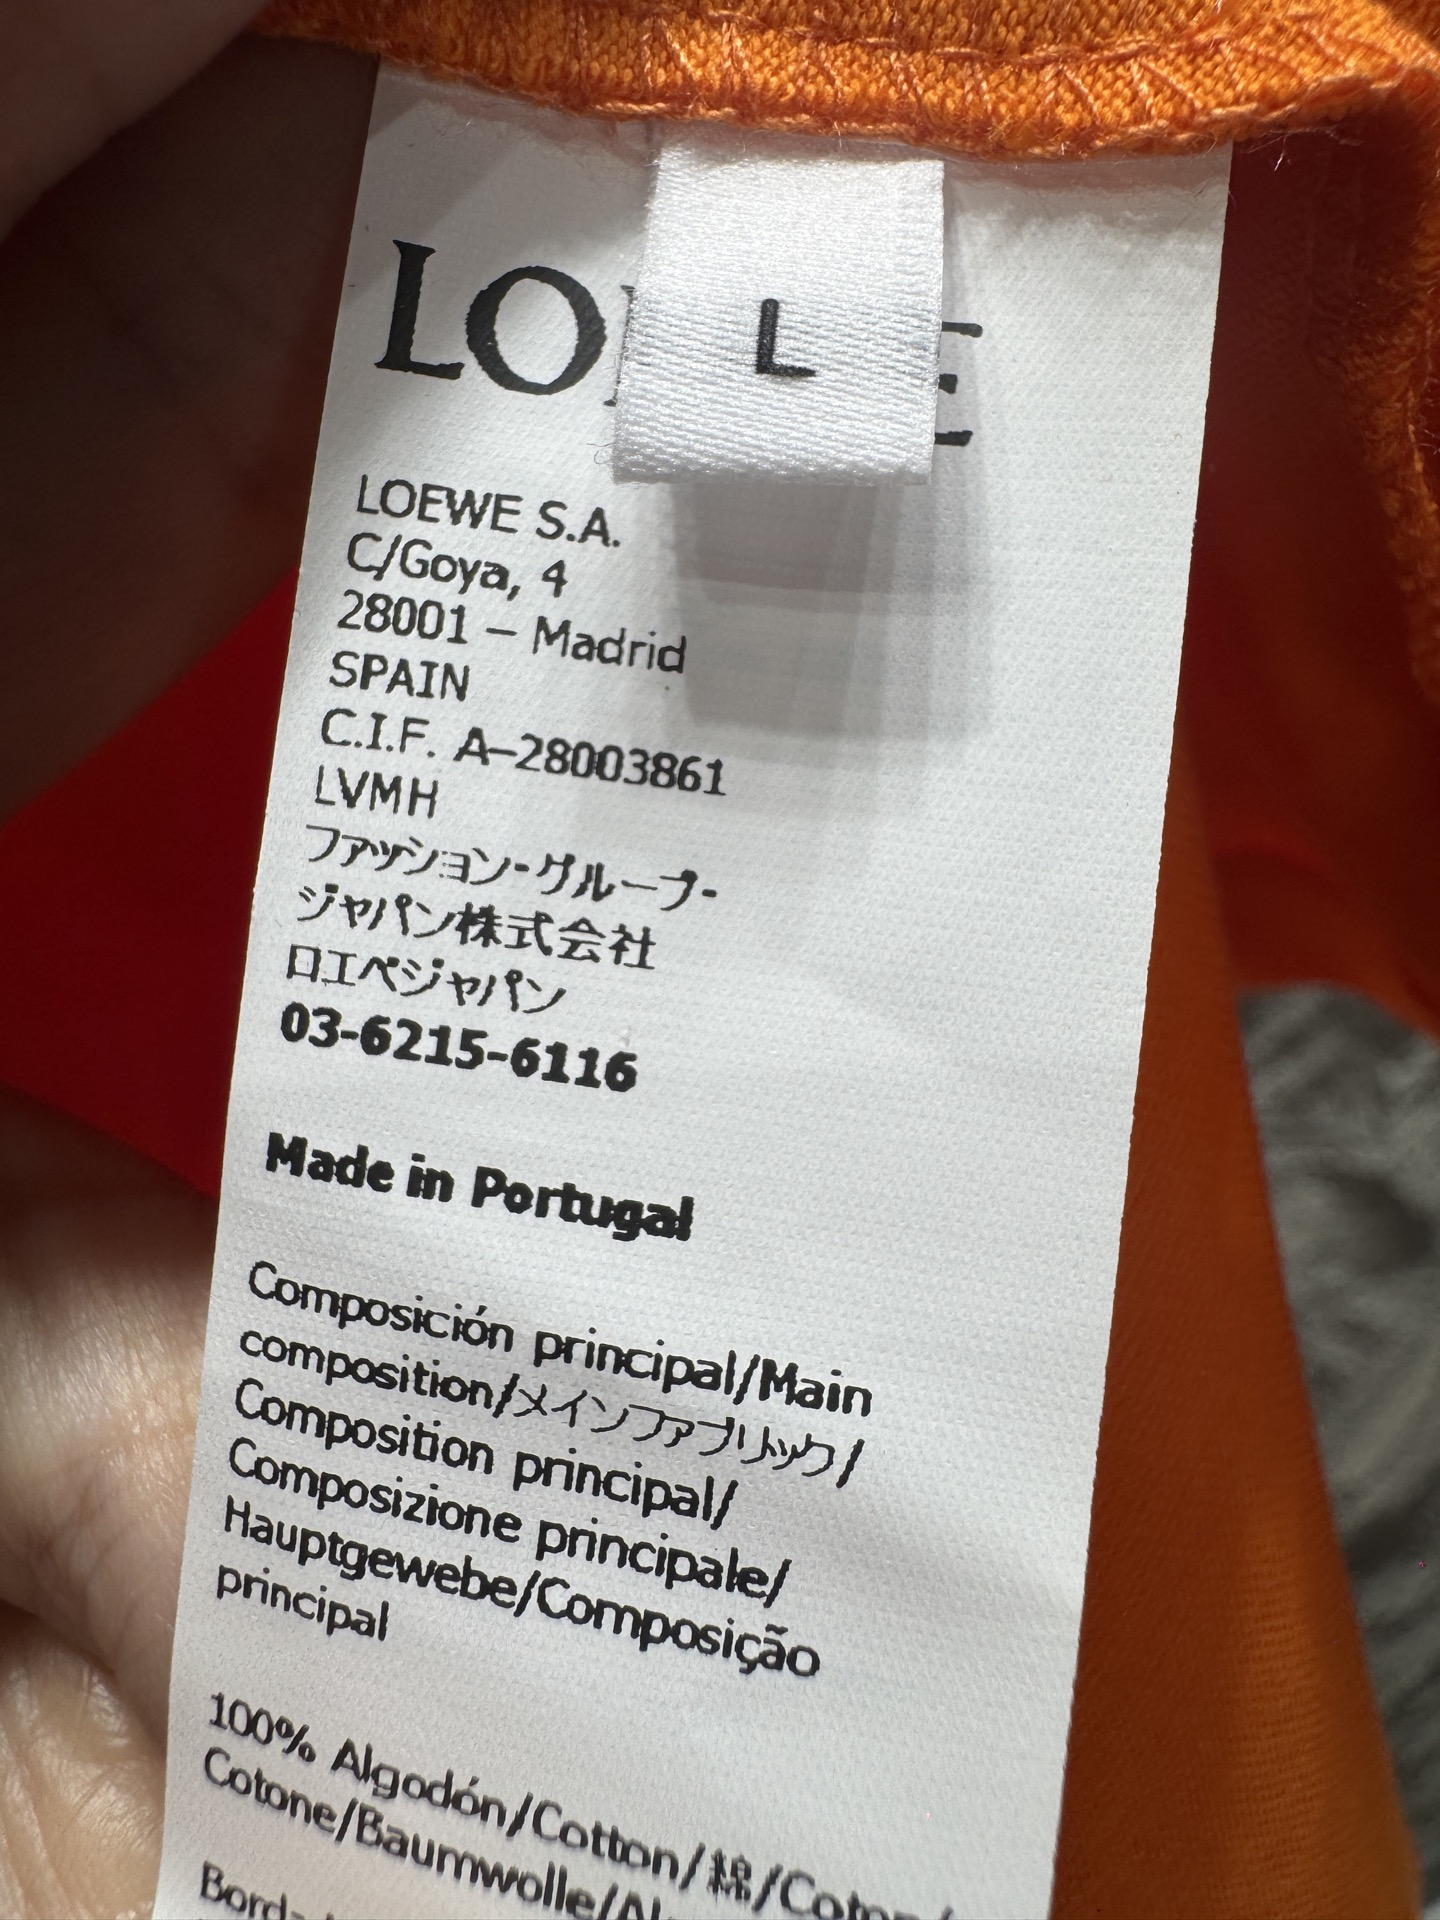 L
LOEWE S.A.
C/Goya, 4
28001 – Madrid
SPAIN
C.I.F. A–28003861
LVMH
ファッション・グループ・
ジャパン株式会社
ロエベジャパン
03-6215-6116
Made in Portugal
Composición principal/Main
composition/メインファブリック/
Composition principal/
Composizione principale/
Hauptgewebe/Composição
principal
100% Algodón/Cotton/綿/
Cotone/Baumwolle/